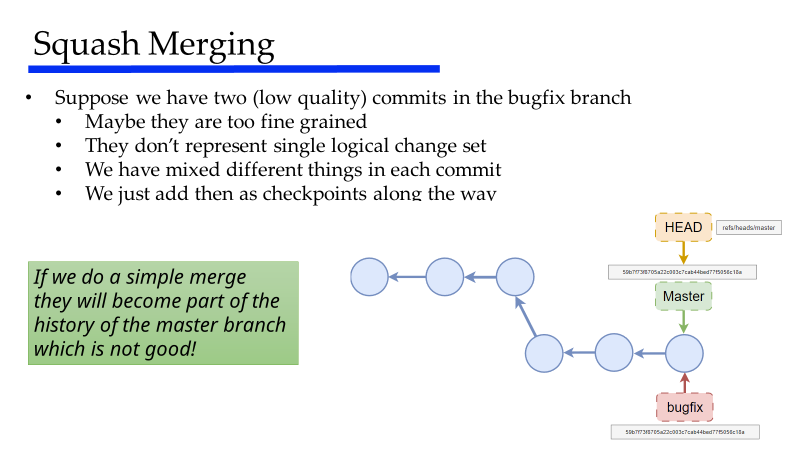 Squash Merging
• Suppose we have two (low quality) commits in the bugfix branch
• Maybe they are too fine grained
• They don't represent single logical change set
• We have mixed different things in each commit
• We just add then as checkpoints along the way
HEAD
refs/heads/master
59b7f73f8705a22c003c7cab44bed77f5056c18a
Master
If we do a simple merge
they will become part of the
history of the master branch
which is not good!
bugfix
59b7f73f8705a22c003c7cab44bed77f5056c18a